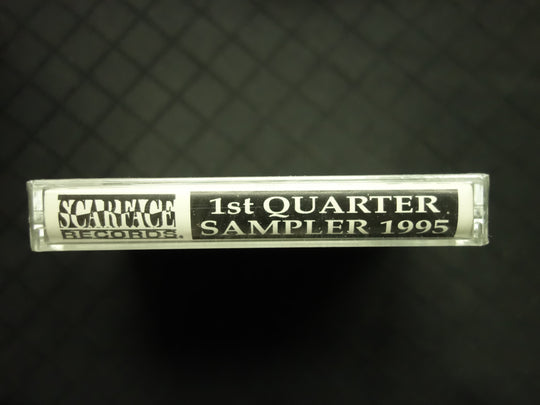 SCARFACE
RECORDS.
1st QUARTER
SAMPLER 1995